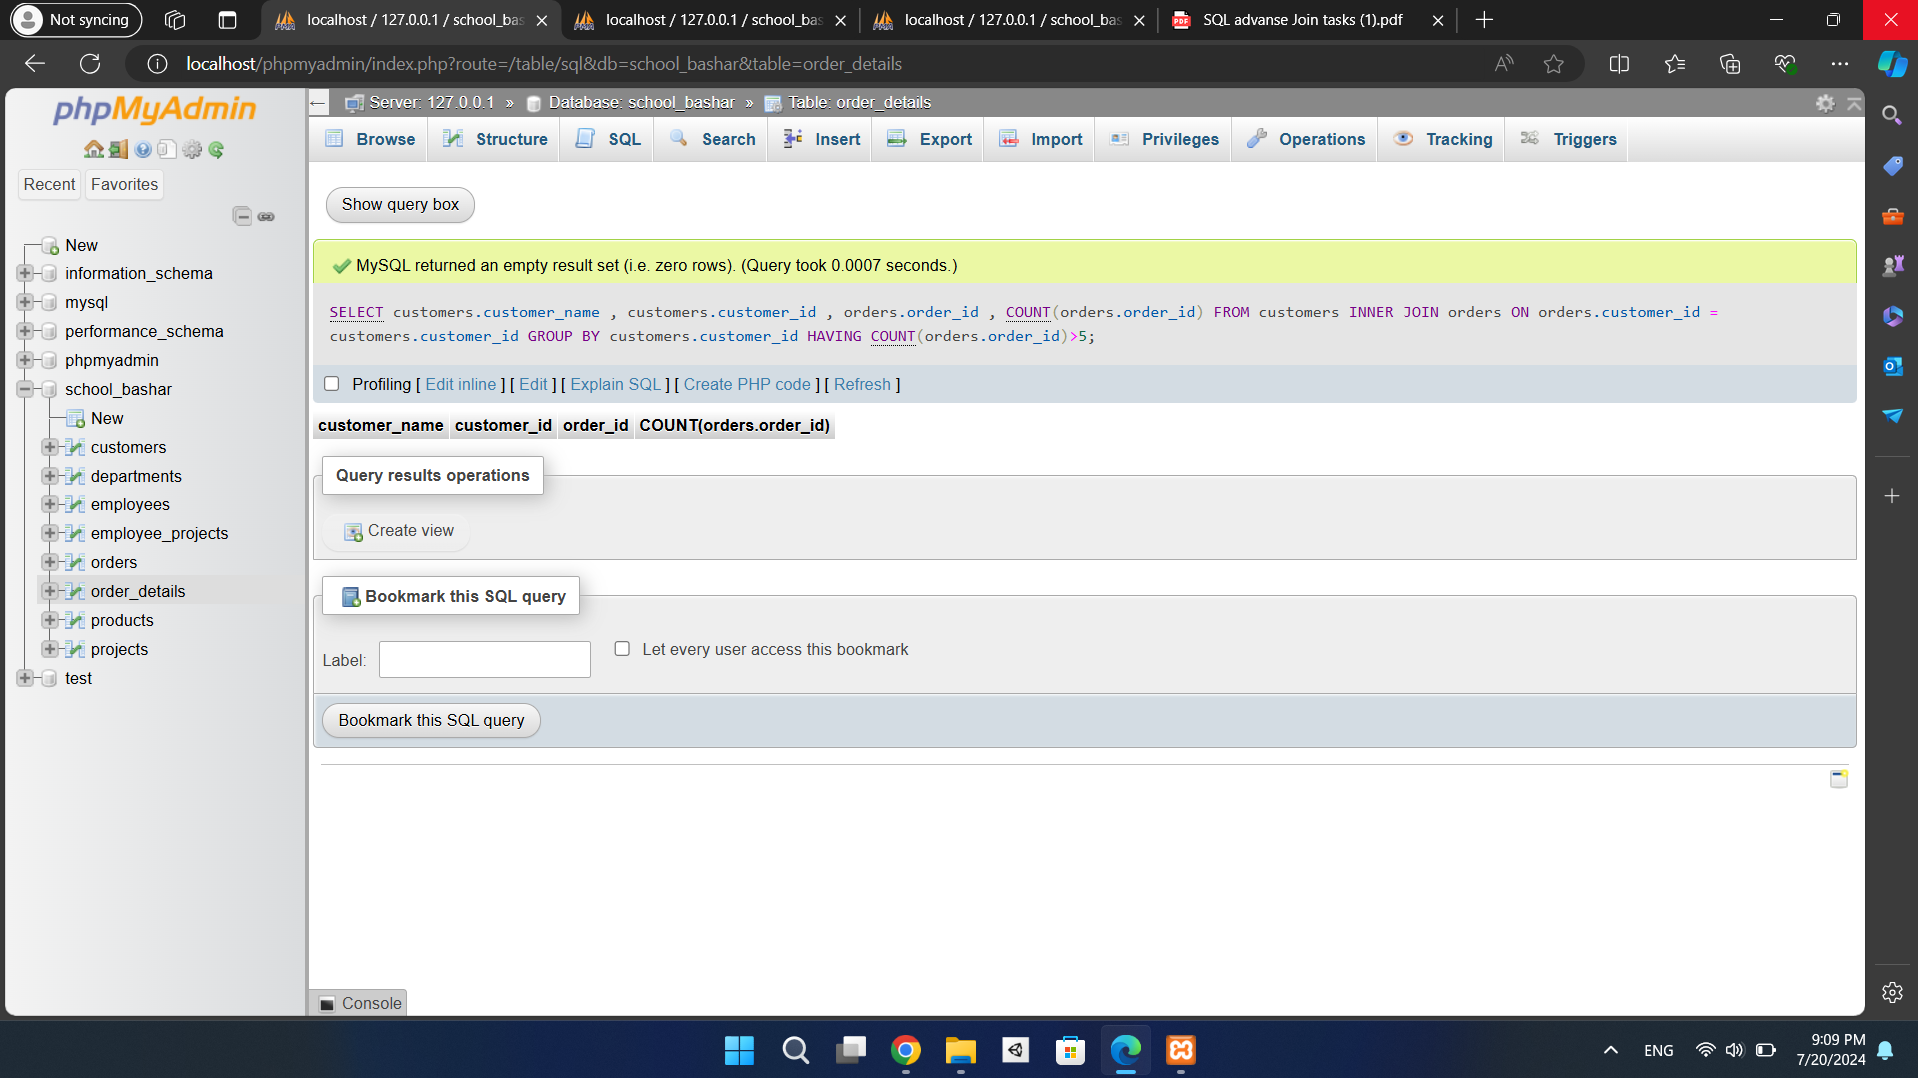 Not syncing
localhost / 127.0.0.1 / school_bas
localhost / 127.0.0.1 / school_bas
localhost / 127.0.0.1 / school_bas
SQL advanse Join tasks (1).pdf
localhost/phpmyadmin/index.php?route=/table/sql&db=school_bashar&table=order_details
phpMyAdmin
Recent
Favorites
New
information_schema
mysql
performance_schema
phpmyadmin
school_bashar
New
customers
departments
employees
employee_projects
orders
order_details
products
projects
test
Server: 127.0.0.1 » Database: school_bashar » Table: order_details
Browse
Structure
SQL
Search
Insert
Export
Import
Privileges
Operations
Tracking
Triggers
Show query box
MySQL returned an empty result set (i.e. zero rows). (Query took 0.0007 seconds.)
SELECT customers.customer_name , customers.customer_id , orders.order_id , COUNT(orders.order_id) FROM customers INNER JOIN orders ON orders.customer_id =
customers.customer_id GROUP BY customers.customer_id HAVING COUNT(orders.order_id)>5;
Profiling [ Edit inline ] [ Edit ] [ Explain SQL ] [ Create PHP code ] [ Refresh ]
customer_name customer_id order_id COUNT(orders.order_id)
Query results operations
Create view
Bookmark this SQL query
Label:
Let every user access this bookmark
Bookmark this SQL query
Console
ENG
9:09 PM
7/20/2024